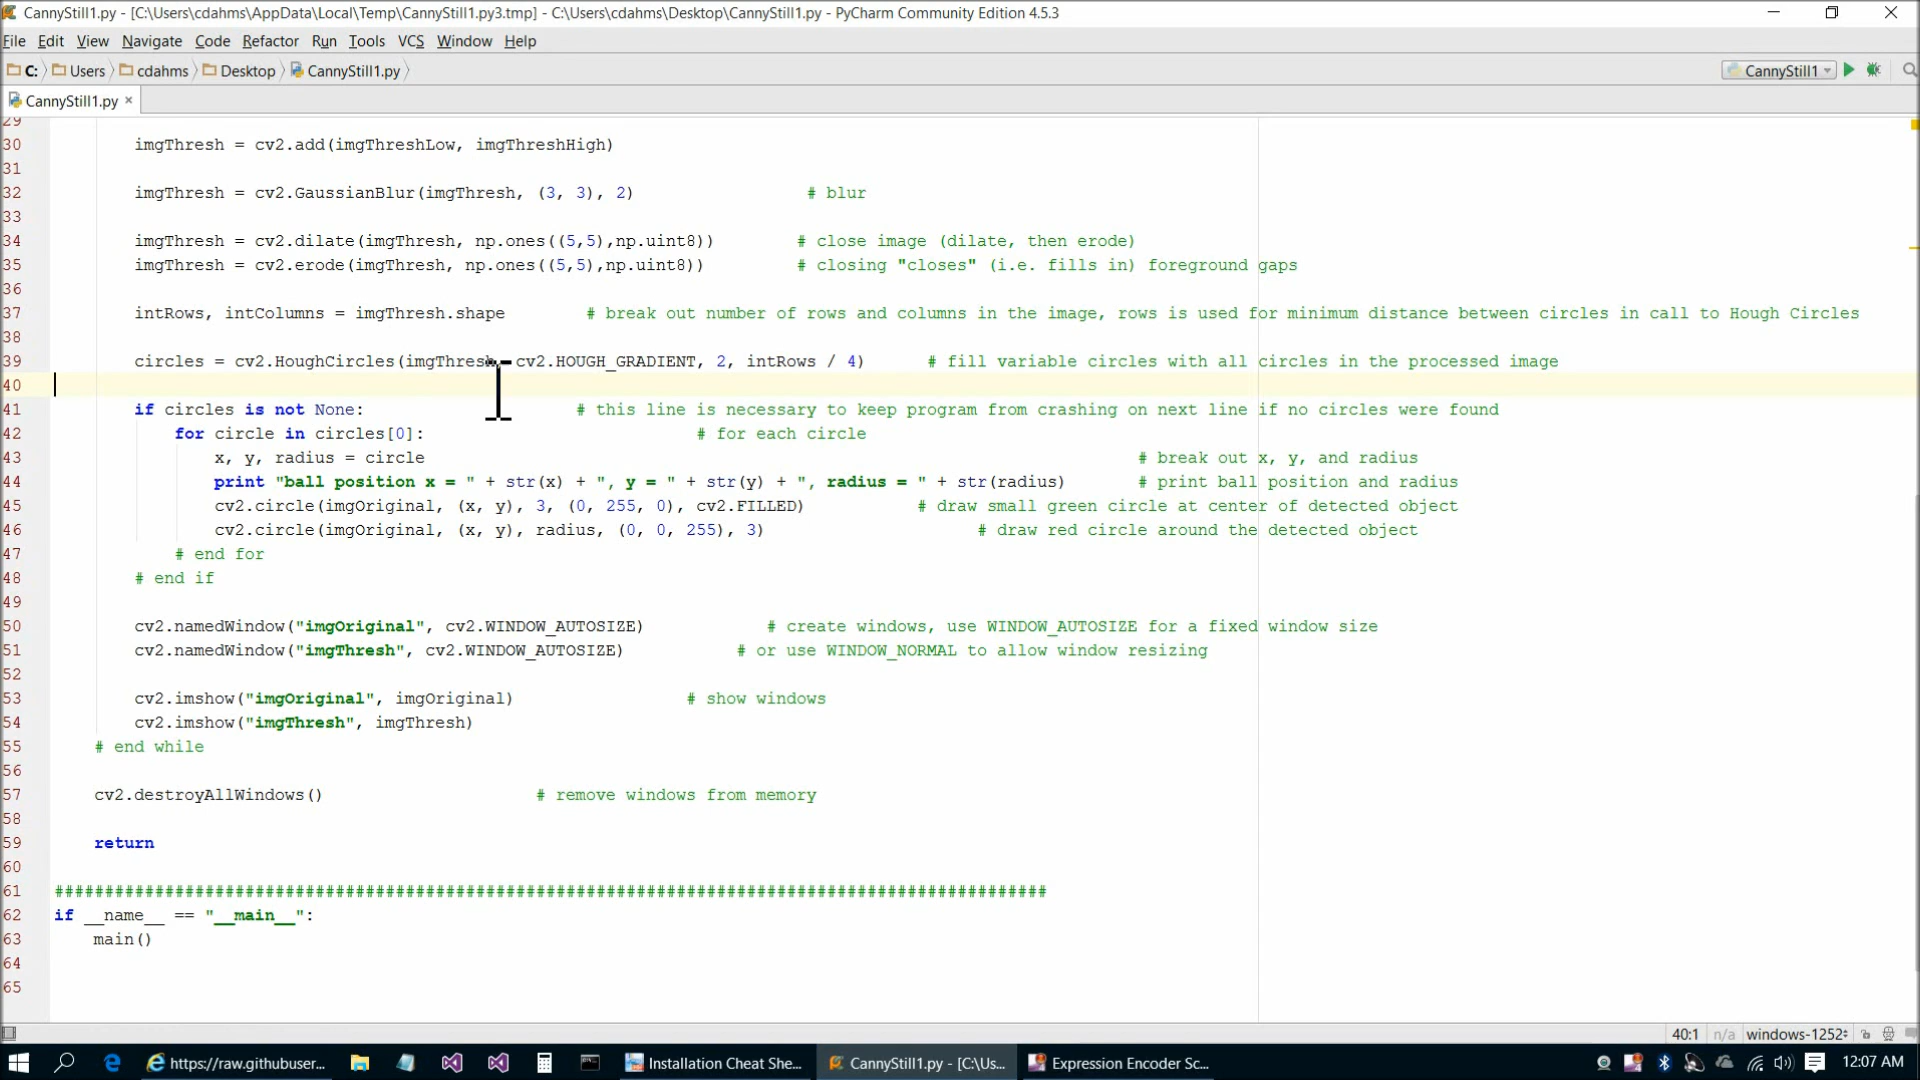 CannyStill1.py - [C:\Users\cdahms\AppData\Local\Temp\CannyStill1.py3.tmp] - C:\Users\cdahms\Desktop\CannyStill1.py - PyCharm Community Edition 4.5.3
File Edit View Navigate Code Refactor Run Tools VCS Window Help
C: Users cdahms Desktop CannyStill1.py CannyStill1
CannyStill1.py
29
30 imgThresh = cv2.add(imgThreshLow, imgThreshHigh)
31
32 imgThresh = cv2.GaussianBlur(imgThresh, (3, 3), 2) # blur
33
34 imgThresh = cv2.dilate(imgThresh, np.ones((5,5),np.uint8)) # close image (dilate, then erode)
35 imgThresh = cv2.erode(imgThresh, np.ones((5,5),np.uint8)) # closing "closes" (i.e. fills in) foreground gaps
36
37 intRows, intColumns = imgThresh.shape # break out number of rows and columns in the image, rows is used for minimum distance between circles in call to Hough Circles
38
39 circles = cv2.HoughCircles(imgThresh, cv2.HOUGH_GRADIENT, 2, intRows / 4) # fill variable circles with all circles in the processed image
40
41 if circles is not None: # this line is necessary to keep program from crashing on next line if no circles were found
42 for circle in circles[0]: # for each circle
43 x, y, radius = circle # break out x, y, and radius
44 print "ball position x = " + str(x) + ", y = " + str(y) + ", radius = " + str(radius) # print ball position and radius
45 cv2.circle(imgOriginal, (x, y), 3, (0, 255, 0), cv2.FILLED) # draw small green circle at center of detected object
46 cv2.circle(imgOriginal, (x, y), radius, (0, 0, 255), 3) # draw red circle around the detected object
47 # end for
48 # end if
49
50 cv2.namedWindow("imgOriginal", cv2.WINDOW_AUTOSIZE) # create windows, use WINDOW_AUTOSIZE for a fixed window size
51 cv2.namedWindow("imgThresh", cv2.WINDOW_AUTOSIZE) # or use WINDOW_NORMAL to allow window resizing
52
53 cv2.imshow("imgOriginal", imgOriginal) # show windows
54 cv2.imshow("imgThresh", imgThresh)
55 # end while
56
57 cv2.destroyAllWindows() # remove windows from memory
58
59 return
60
61 ###################################################################################################
62 if __name__ == "__main__":
63 main()
64
65
40:1 n/a windows-1252
https://raw.githubuser... Installation Cheat She... CannyStill1.py - [C:\Us... Expression Encoder Sc... 12:07 AM